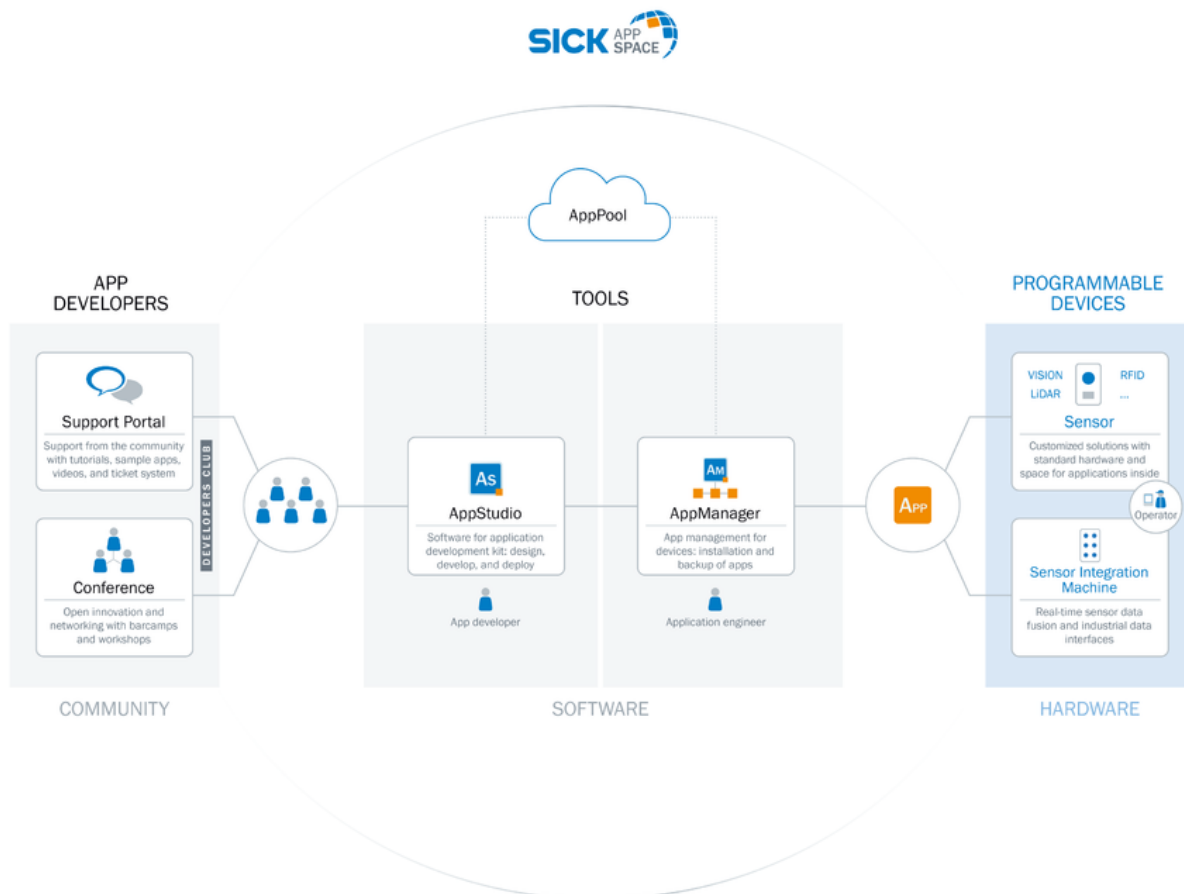 SICK APP
SPACE
AppPool
APP
DEVELOPERS
TOOLS
PROGRAMMABLE
DEVICES
Support Portal
Support from the community
with tutorials, sample apps,
videos, and ticket system
Conference
Open innovation and
networking with barcamps
and workshops
DEVELOPERS CLUB
As
AppStudio
Software for application
development kit: design,
develop, and deploy
App developer
AM
AppManager
App management for
devices: installation and
backup of apps
Application engineer
APP
VISION
RFID
LiDAR
...
Sensor
Customized solutions with
standard hardware and
space for applications inside
Operator
Sensor Integration
Machine
Real-time sensor data
fusion and industrial data
interfaces
COMMUNITY
SOFTWARE
HARDWARE